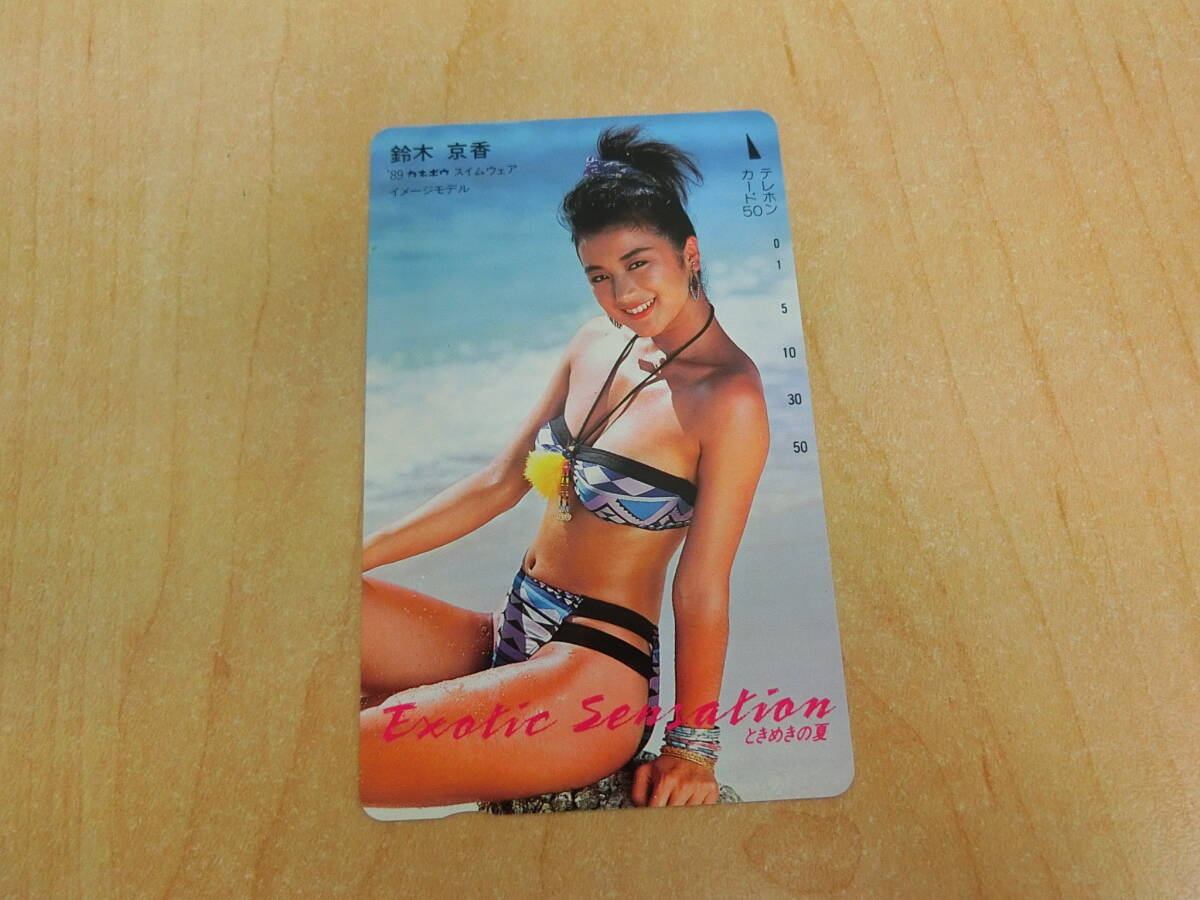 鈴木 京香
'89 カネボウ スイムウェア
イメージモデル
テレホン
カード50
0
1
5
10
30
50
Exotic Sensation
ときめきの夏